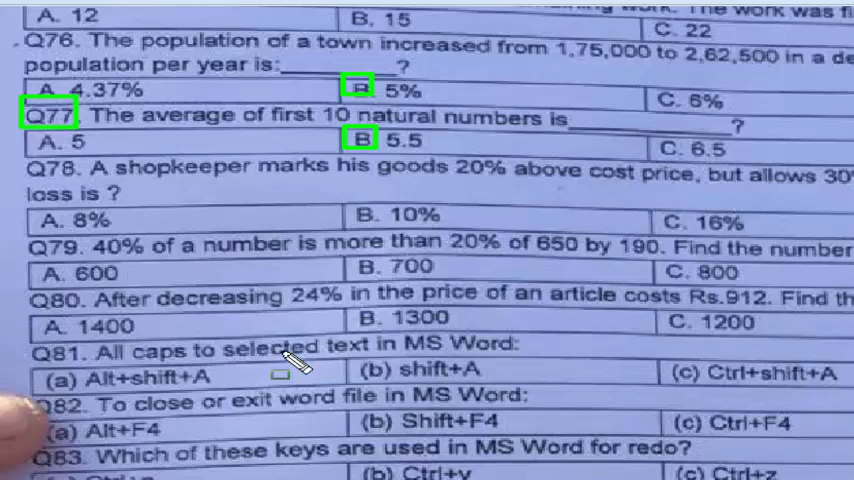 A. 12 B. 15 The work was fi
C. 22
Q76. The population of a town increased from 1,75,000 to 2,62,500 in a de
population per year is:________?
A. 4.37% B. 5% C. 6%
Q77. The average of first 10 natural numbers is____________?
A. 5 B. 5.5 C. 6.5
Q78. A shopkeeper marks his goods 20% above cost price, but allows 30
loss is ?
A. 8% B. 10% C. 16%
Q79. 40% of a number is more than 20% of 650 by 190. Find the number
A. 600 B. 700 C. 800
Q80. After decreasing 24% in the price of an article costs Rs.912. Find th
A. 1400 B. 1300 C. 1200
Q81. All caps to selected text in MS Word:
(a) Alt+shift+A (b) shift+A (c) Ctrl+shift+A
Q82. To close or exit word file in MS Word:
(a) Alt+F4 (b) Shift+F4 (c) Ctrl+F4
Q83. Which of these keys are used in MS Word for redo?
(b) Ctrl+y (c) Ctrl+z